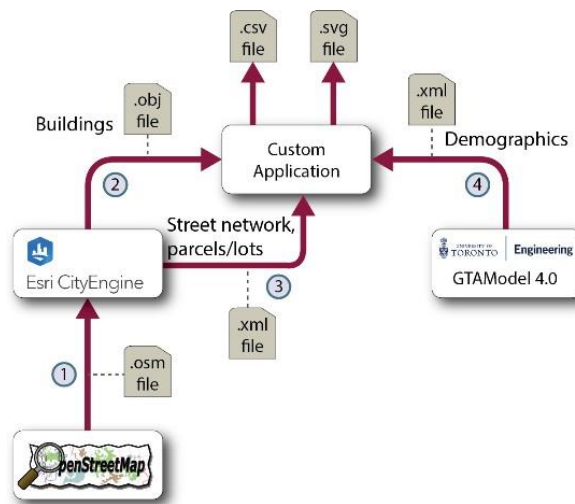 .csv
file
.svg
file
.obj
file
.xml
file
Buildings
Demographics
Custom
Application
2
4
Street network,
parcels/lots
Esri CityEngine
3
UNIVERSITY OF
TORONTO
Engineering
GTAModel 4.0
.xml
file
1
.osm
file
penStreetMap